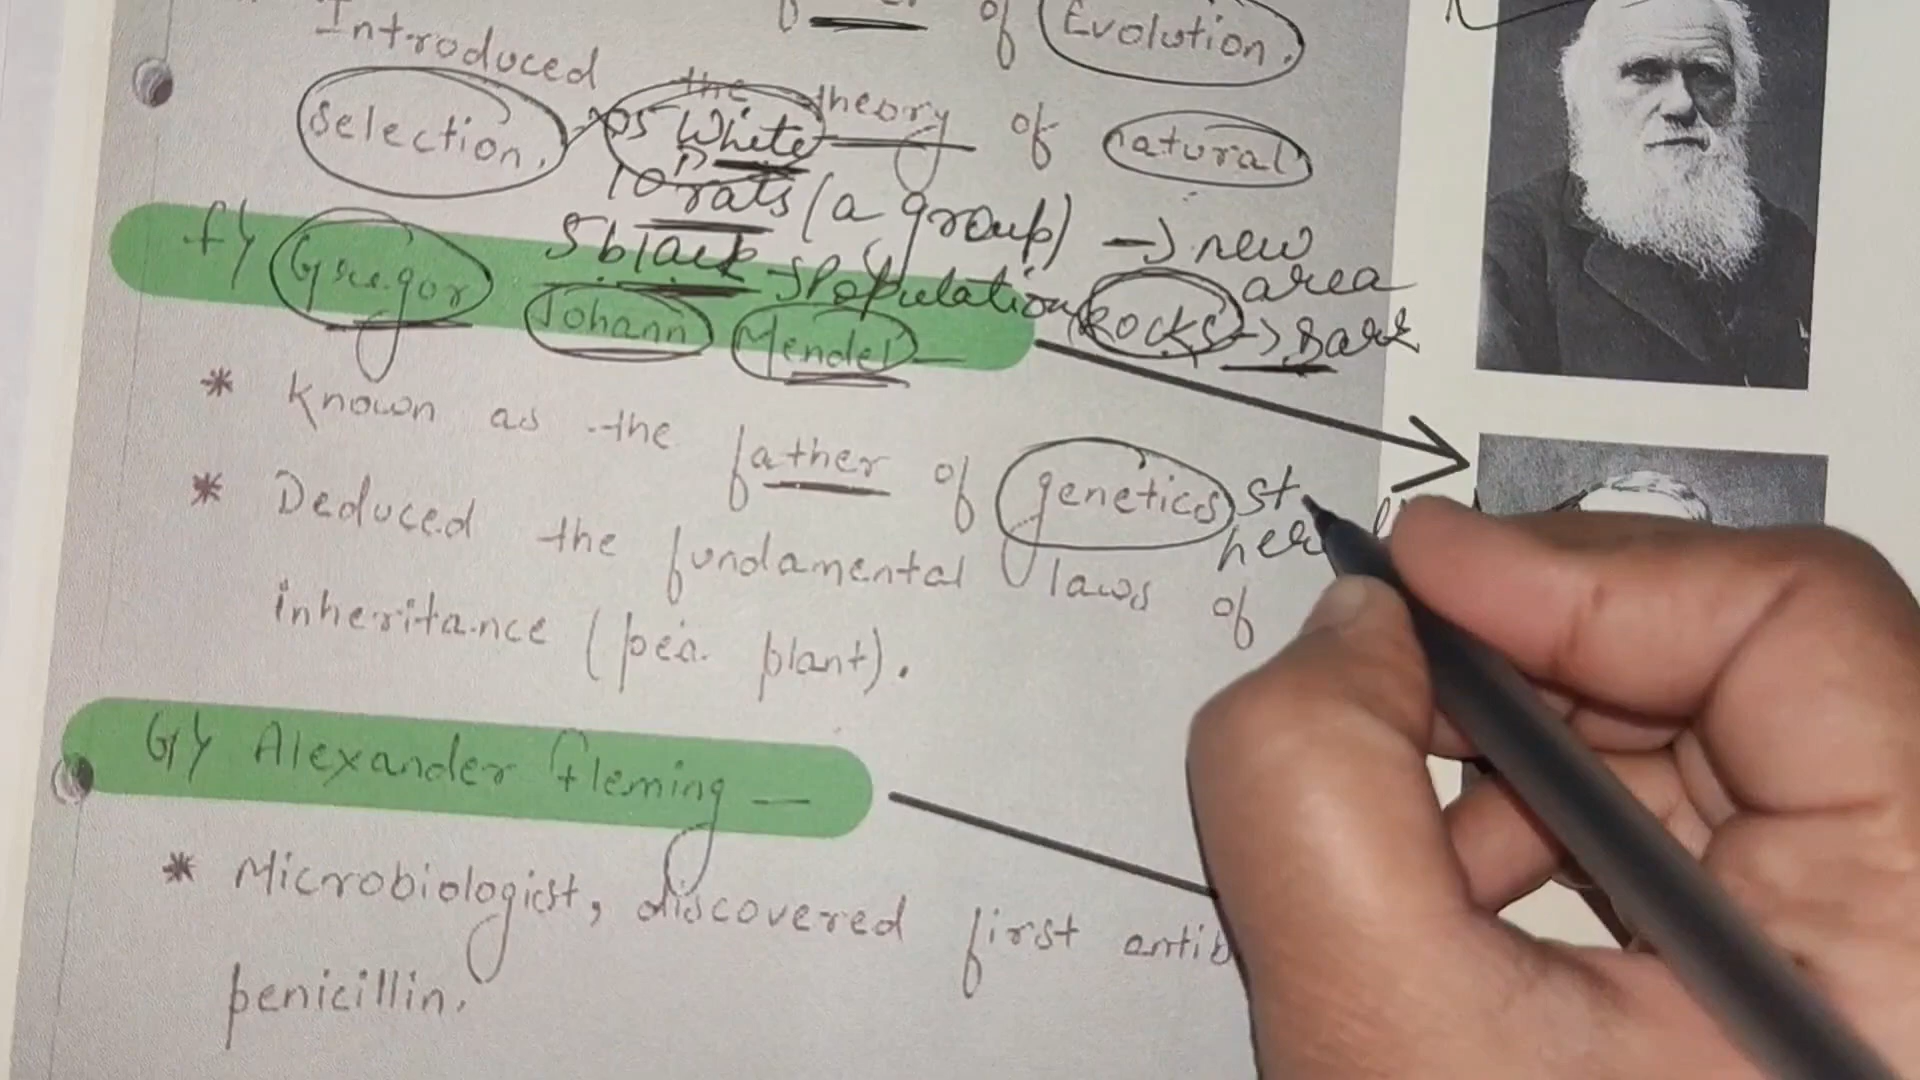 of Evolution.
Introduced the theory of natural
selection. 5 White
10 rats (a group) → new
area
5 black → Population Rocks → Dark
f) Gregor Johann Mendel —
* Known as the father of genetics st
* Deduced the fundamental laws of
inheritance (pea plant).
G) Alexander Fleming —
* Microbiologist, discovered first antib
penicillin.